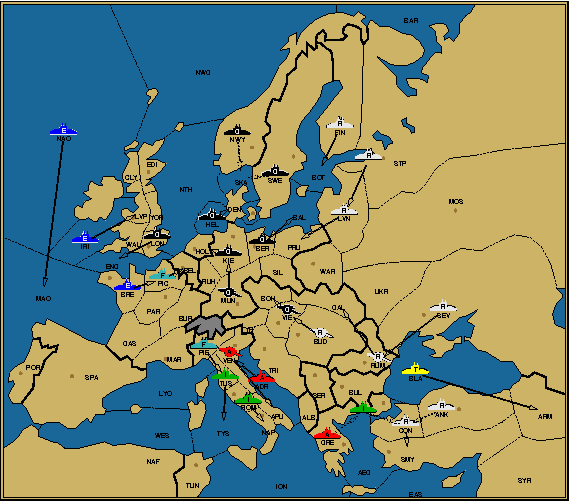 BAR
NWG
E
NAO
G
NWY
R
FIN
R
STP
EDI
CLY
SWE
SKA
BOT
NTH
LVP
YOR
DEN
G
HEL
R
LVN
MOS
E
IRI
WAL
G
LON
BAL
G
BER
PRU
HOL
G
KIE
ENG
F
PIC
BEL
RUH
SIL
WAR
E
BRE
G
MUN
UKR
MAO
PAR
BOH
GAL
G
VIE
R
SEV
BUR
R
BUD
GAS
F
PIE
A
VEN
TRI
R
RUM
MAR
T
BLA
POR
SPA
I
TUS
A
ADR
LYO
I
ROM
SER
BUL
R
ANK
ARM
APU
ALB
R
CON
WES
TYS
NAP
A
GRE
NAF
AEG
SMY
TUN
ION
EAS
SYR